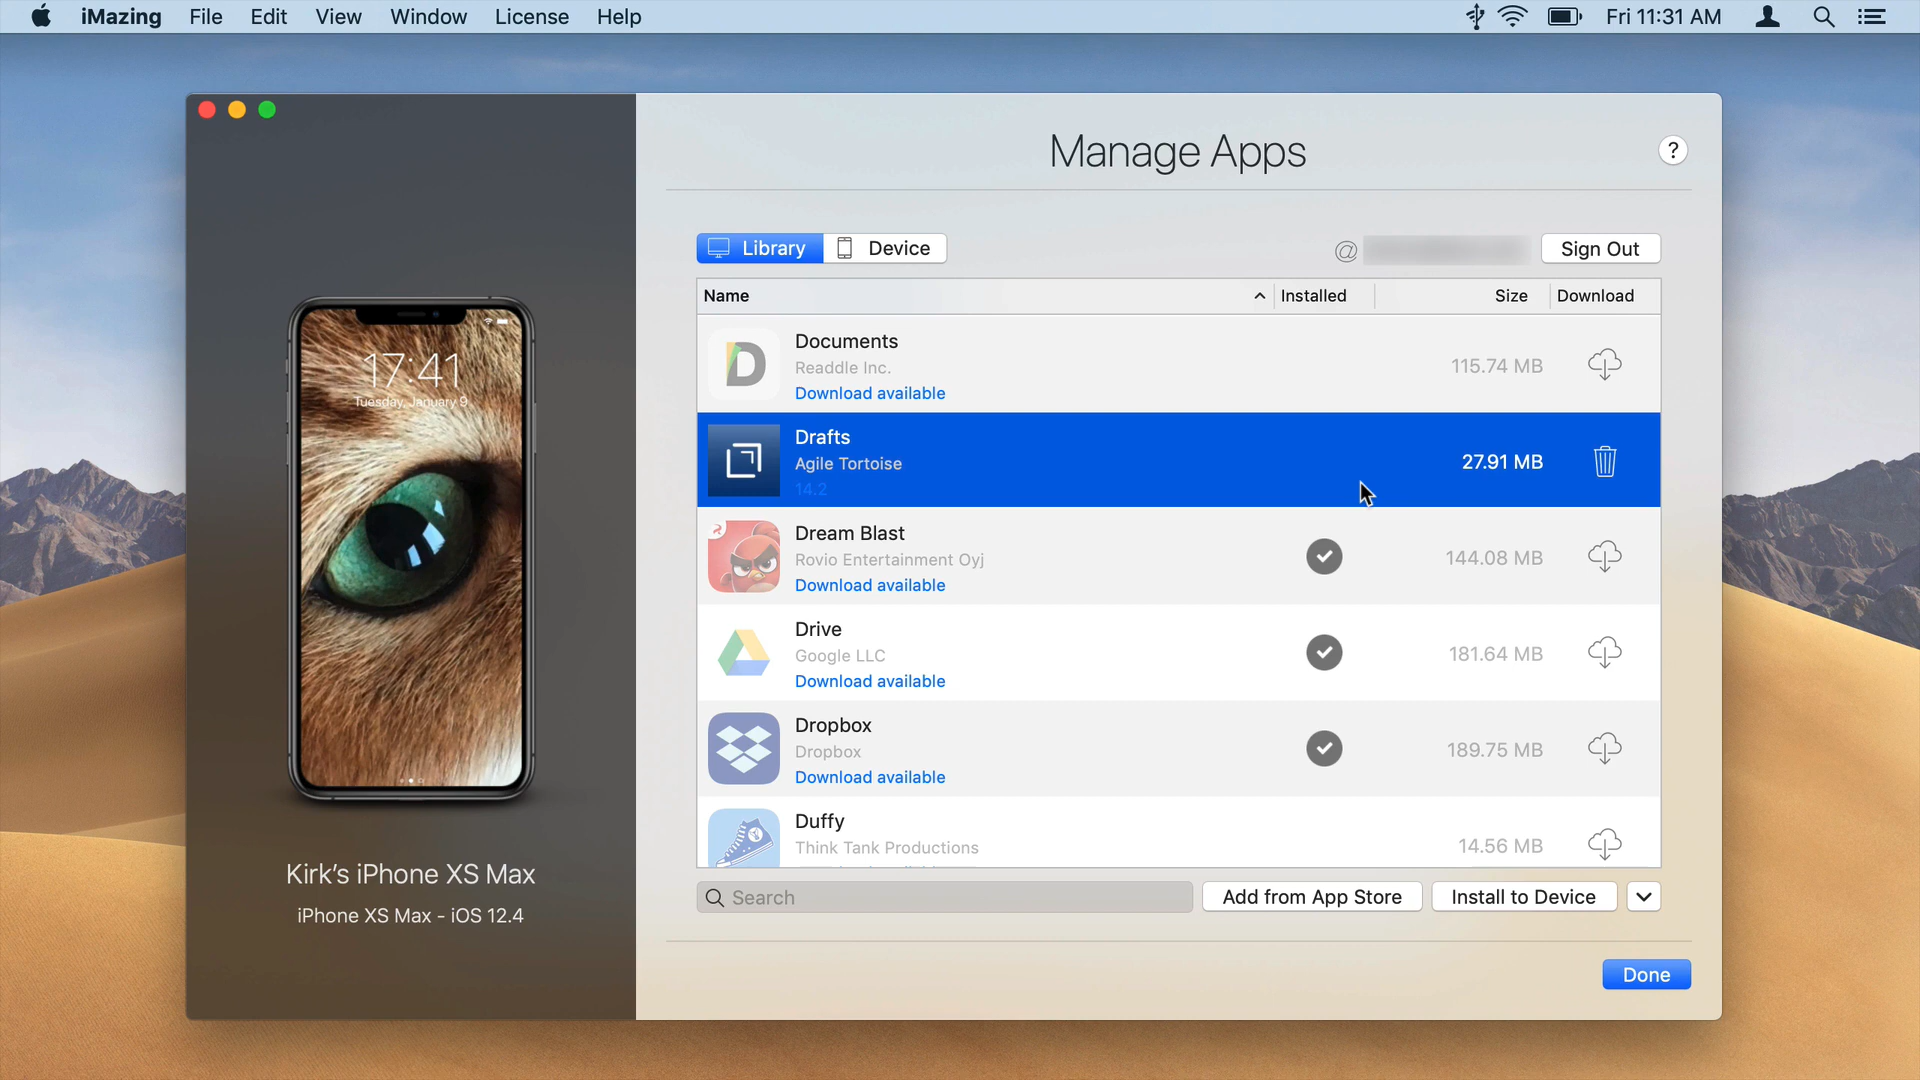 iMazing File Edit View Window License Help Fri 11:31 AM
Manage Apps ?
Library Device @ Sign Out
Name Installed Size Download
Documents
Readdle Inc.
Download available
115.74 MB
Drafts
Agile Tortoise
14.2
27.91 MB
Dream Blast
Rovio Entertainment Oyj
Download available
144.08 MB
Drive
Google LLC
Download available
181.64 MB
Dropbox
Dropbox
Download available
189.75 MB
Duffy
Think Tank Productions
14.56 MB
Search Add from App Store Install to Device
Done
17:41
Tuesday, January 9
Kirk's iPhone XS Max
iPhone XS Max - iOS 12.4